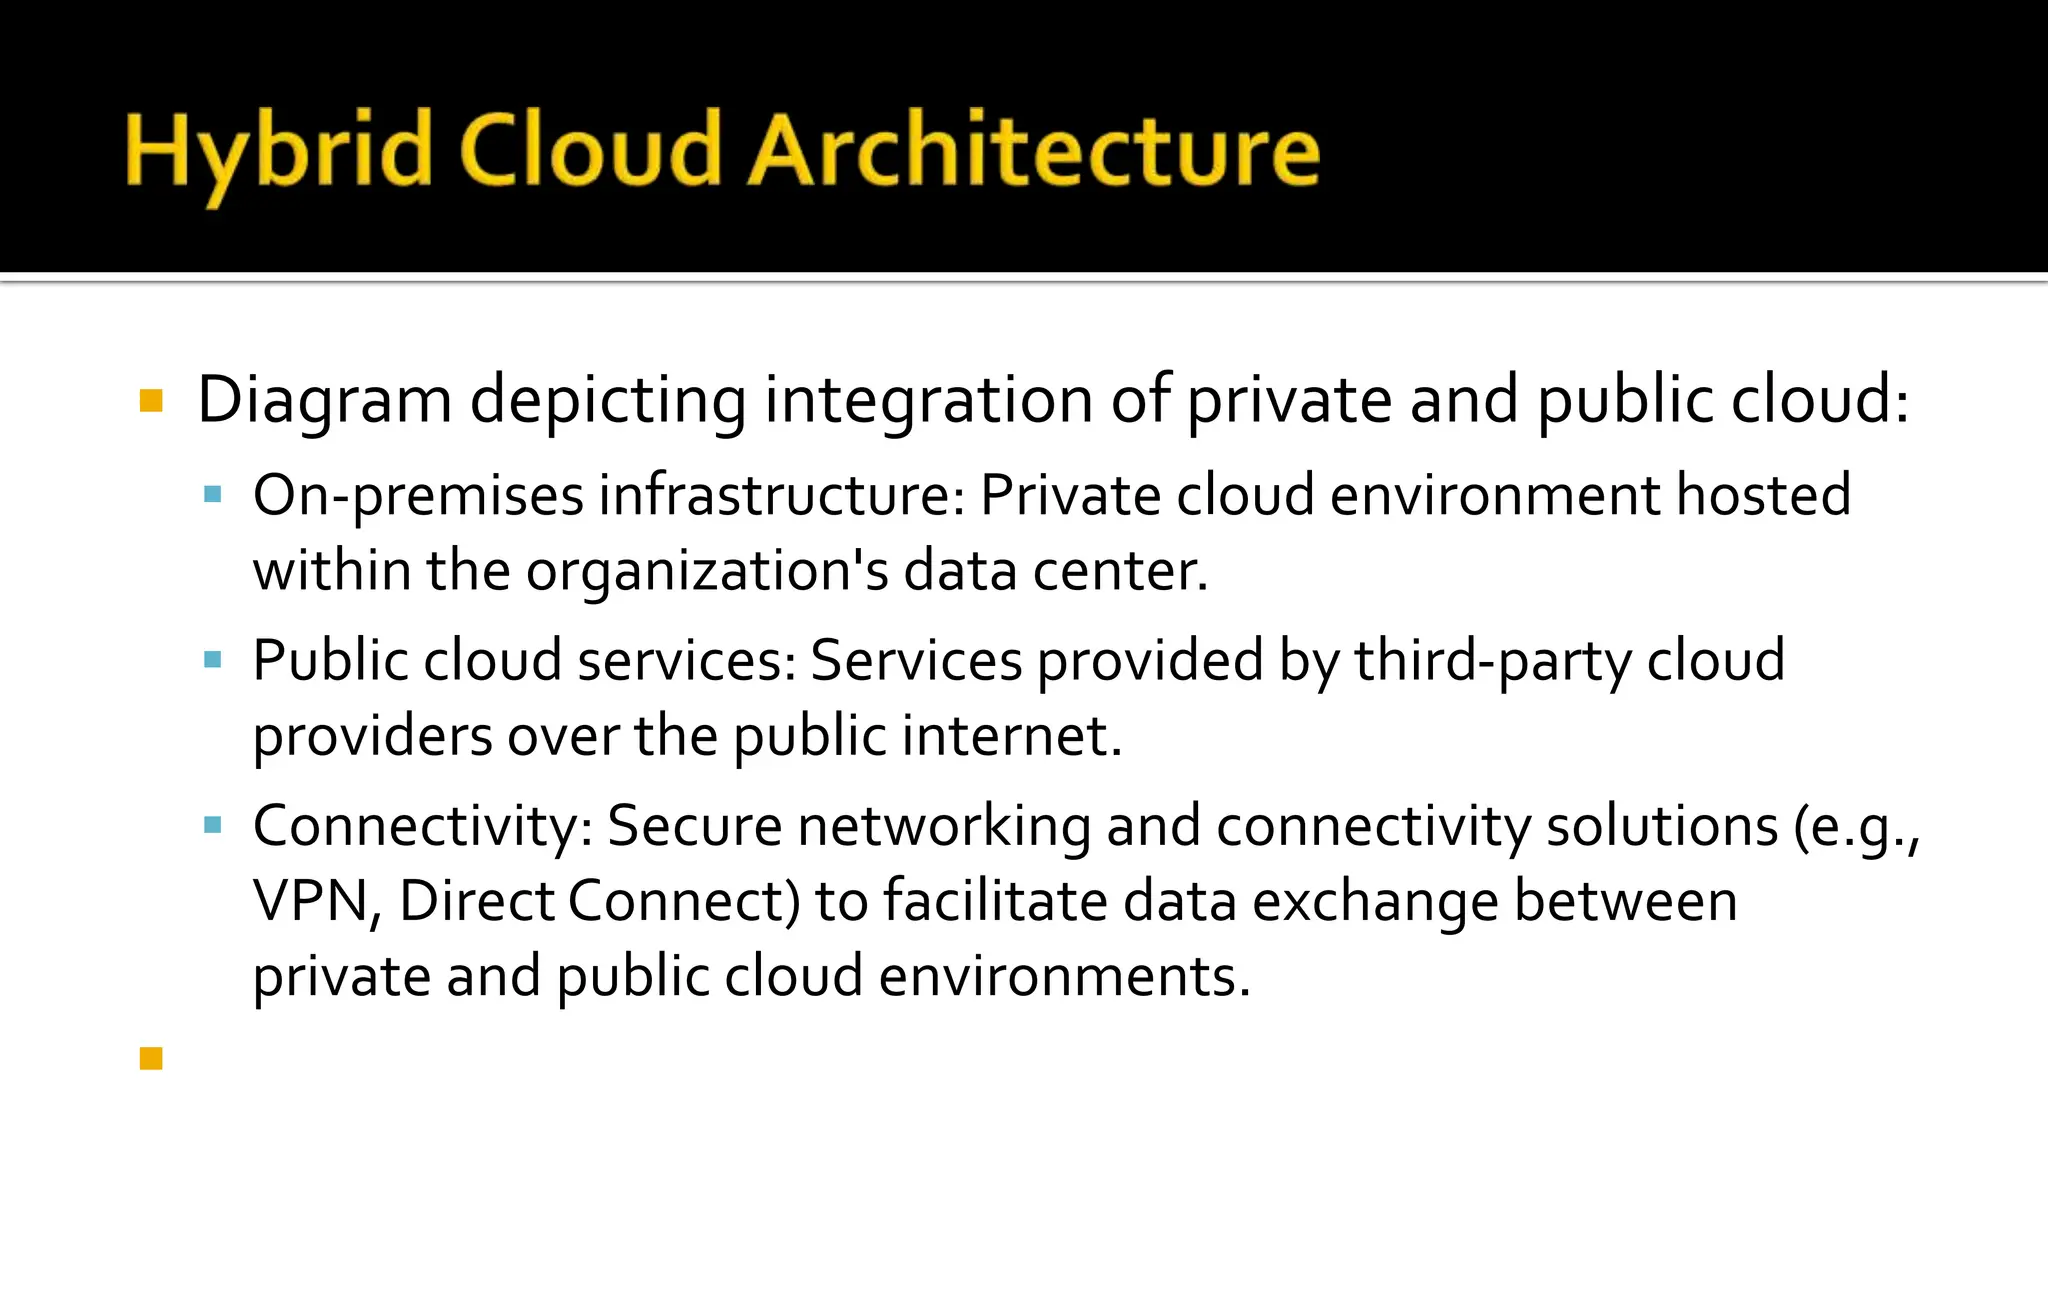 Hybrid Cloud Architecture
Diagram depicting integration of private and public cloud:
On-premises infrastructure: Private cloud environment hosted
within the organization's data center.
Public cloud services: Services provided by third-party cloud
providers over the public internet.
Connectivity: Secure networking and connectivity solutions (e.g.,
VPN, Direct Connect) to facilitate data exchange between
private and public cloud environments.